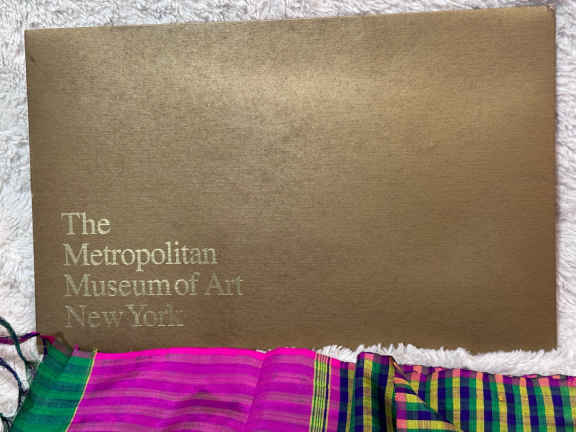 The
Metropolitan
Museum of Art
New York